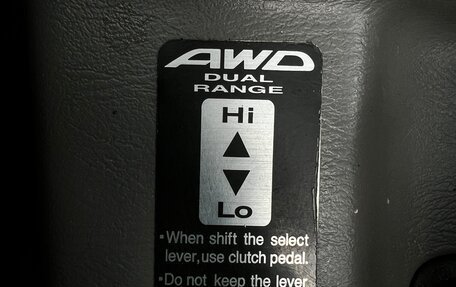 AWD
DUAL
RANGE
Hi
Lo
•When shift the select
lever,use clutch pedal.
•Do not keep the lever